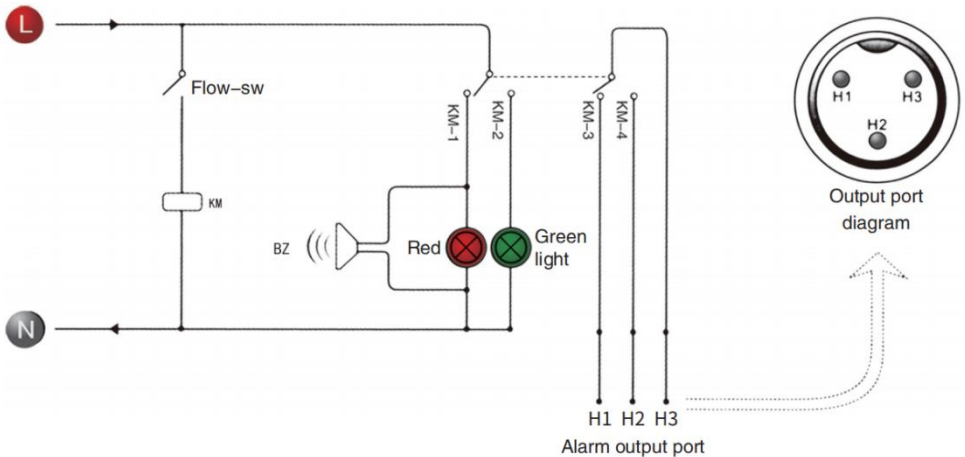 L
Flow-sw
KM
KM-1
KM-2
KM-3
KM-4
BZ
Red
Green
light
N
H1 H2 H3
Alarm output port
H1
H3
H2
Output port
diagram